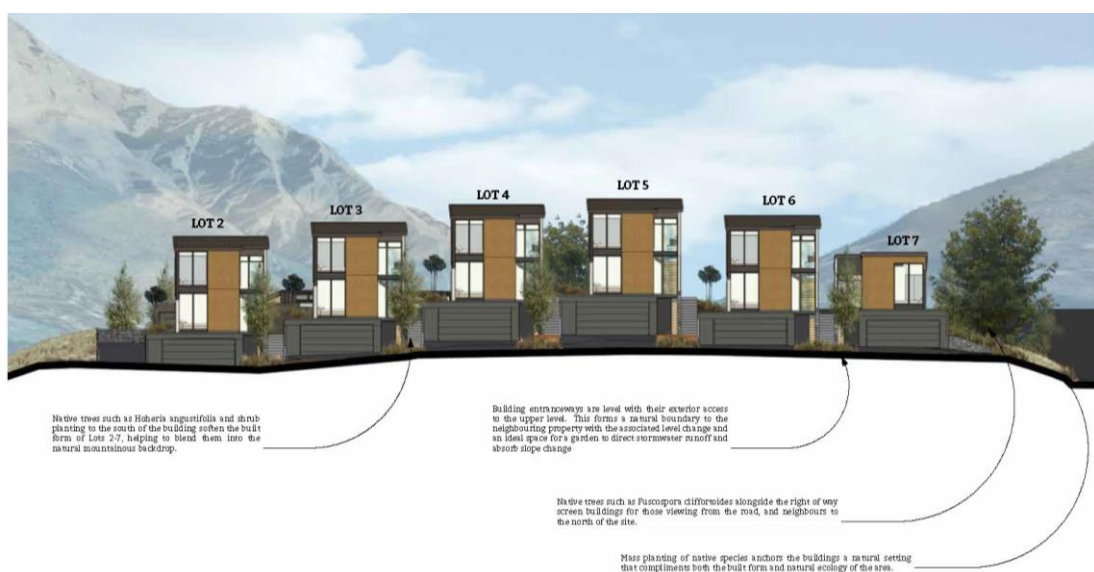 LOT 2
LOT 3
LOT 4
LOT 5
LOT 6
LOT 7
Native trees such as Hoheria angustifolia and shrub
planting to the south of the building soften the built
form of Lots 2-7, helping to blend them into the
natural mountainous backdrop.
Building entranceways are level with their exterior access
to the upper level. This forms a natural boundary to the
neighbouring property with the associated level change and
an ideal space for a garden to direct stormwater runoff and
absorb slope change
Native trees such as Fuscospora cliffortoides alongside the right of way
screen buildings for those viewing from the road, and neighbours to
the north of the site.
Mass planting of native species anchors the buildings a natural setting
that compliments both the built form and natural ecology of the area.